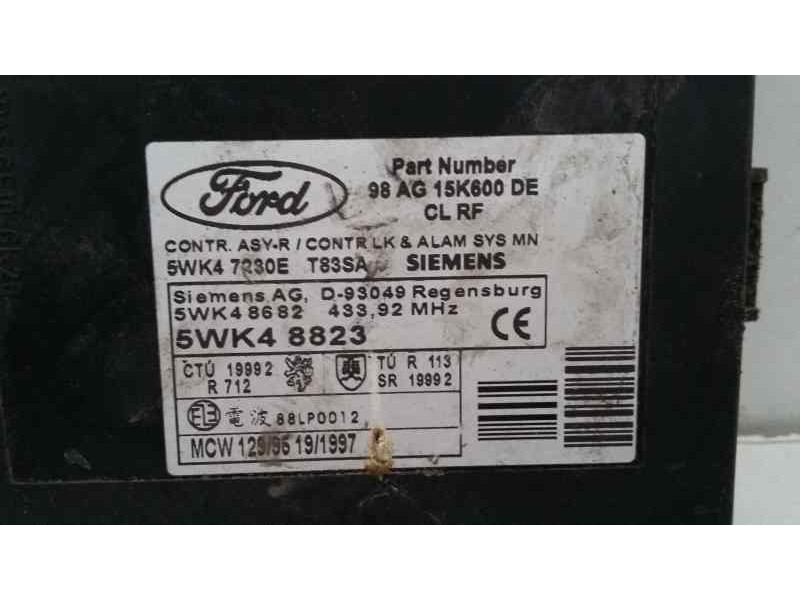 Ford
Part Number
98 AG 15K600 DE
CL RF
CONTR. ASY-R / CONTR LK & ALAM SYS MN
5WK4 7230E T83SA SIEMENS
Siemens AG, D-93049 Regensburg
5WK4 8682 433,92 MHz
5WK4 8823
CE
ČTÚ 19992
R 712
TÚ R 113
SR 19992
電波 88LP0012
MCW 129/95 19/1997